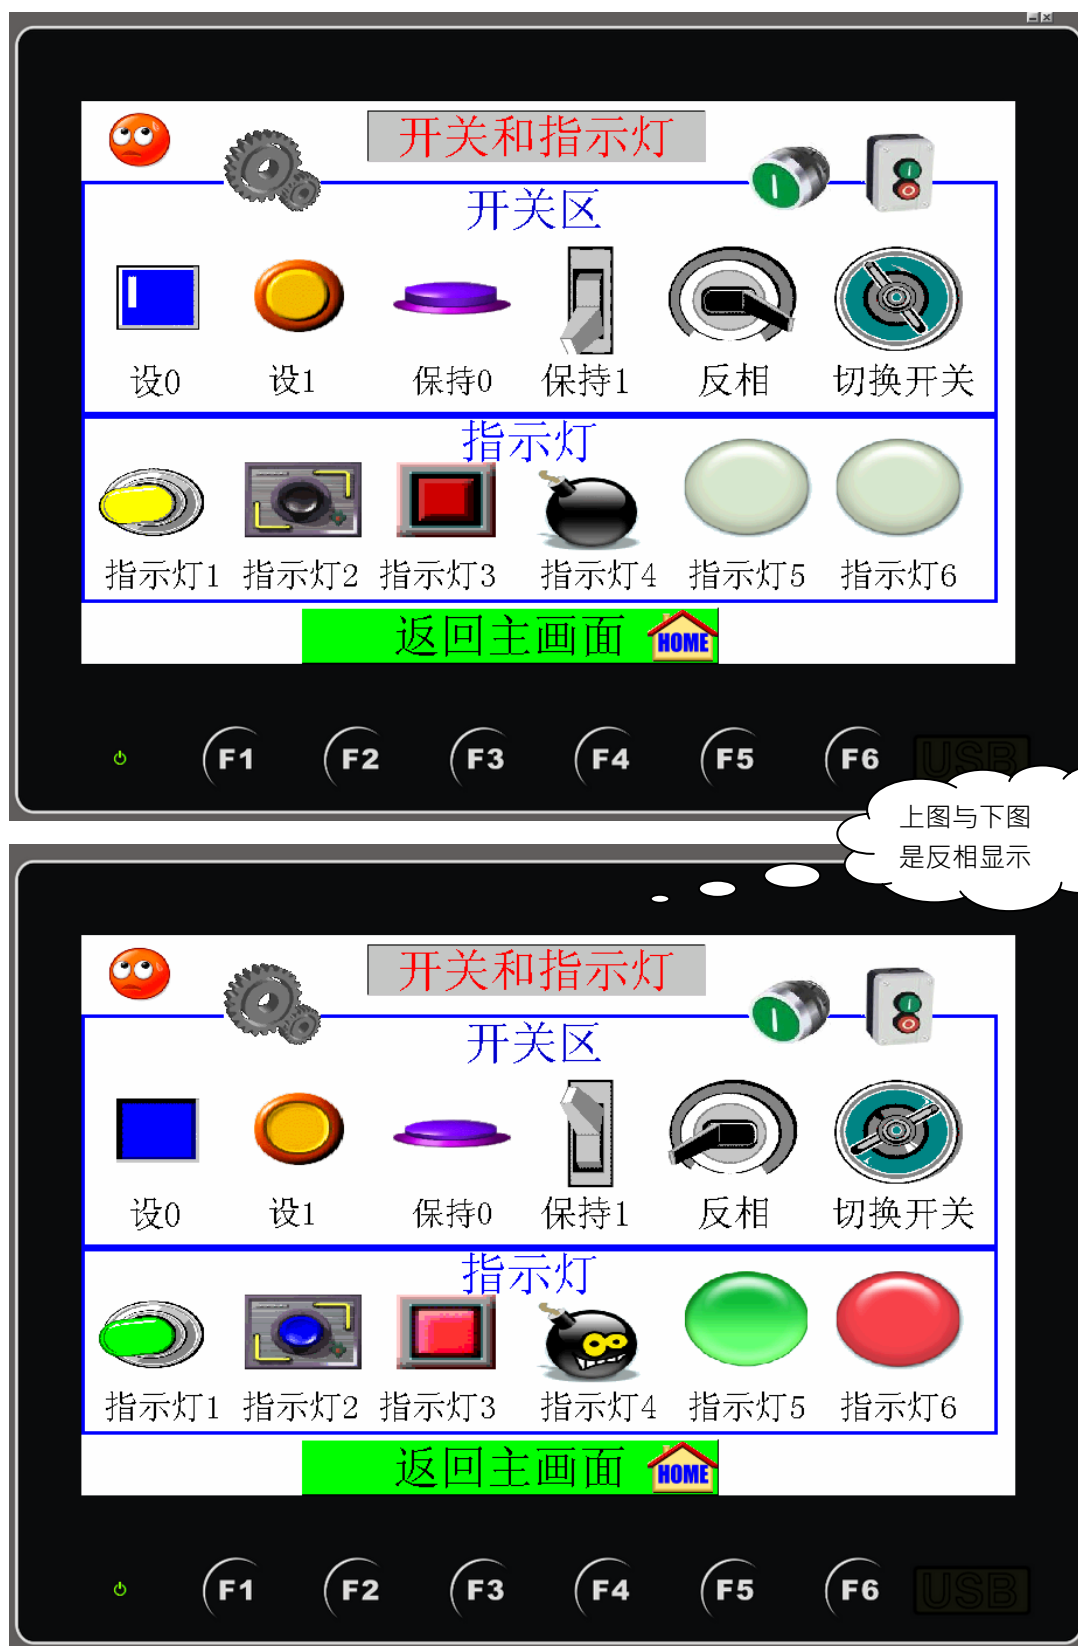 开关和指示灯
开关区
设0 设1 保持0 保持1 反相 切换开关
指示灯
指示灯1 指示灯2 指示灯3 指示灯4 指示灯5 指示灯6
返回主画面 HOME
F1 F2 F3 F4 F5 F6 USB
上图与下图
是反相显示
开关和指示灯
开关区
设0 设1 保持0 保持1 反相 切换开关
指示灯
指示灯1 指示灯2 指示灯3 指示灯4 指示灯5 指示灯6
返回主画面 HOME
F1 F2 F3 F4 F5 F6 USB